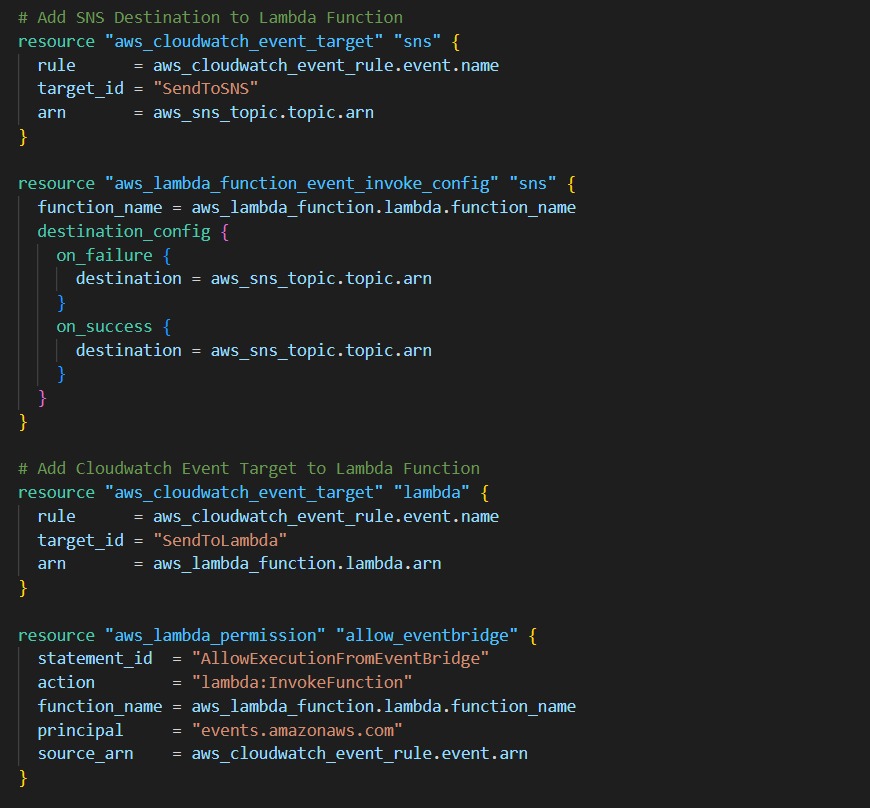 # Add SNS Destination to Lambda Function
resource "aws_cloudwatch_event_target" "sns" {
  rule      = aws_cloudwatch_event_rule.event.name
  target_id = "SendToSNS"
  arn       = aws_sns_topic.topic.arn
}

resource "aws_lambda_function_event_invoke_config" "sns" {
  function_name = aws_lambda_function.lambda.function_name
  destination_config {
    on_failure {
      destination = aws_sns_topic.topic.arn
    }
    on_success {
      destination = aws_sns_topic.topic.arn
    }
  }
}

# Add Cloudwatch Event Target to Lambda Function
resource "aws_cloudwatch_event_target" "lambda" {
  rule      = aws_cloudwatch_event_rule.event.name
  target_id = "SendToLambda"
  arn       = aws_lambda_function.lambda.arn
}

resource "aws_lambda_permission" "allow_eventbridge" {
  statement_id  = "AllowExecutionFromEventBridge"
  action        = "lambda:InvokeFunction"
  function_name = aws_lambda_function.lambda.function_name
  principal     = "events.amazonaws.com"
  source_arn    = aws_cloudwatch_event_rule.event.arn
}